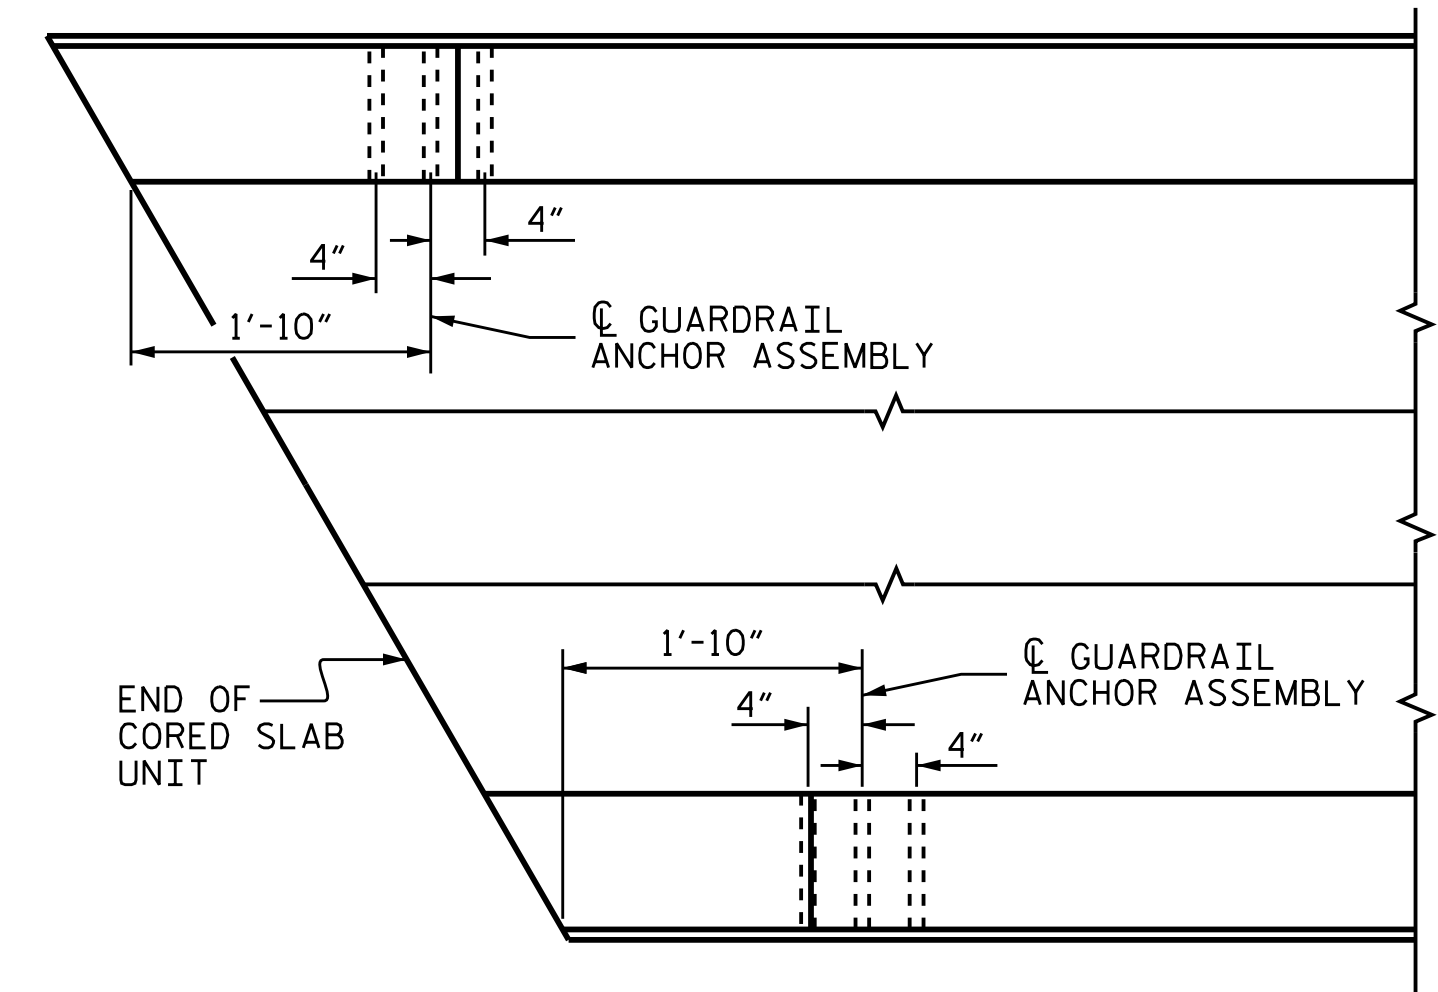 4"
4"
1'-10"
℄ GUARDRAIL
ANCHOR ASSEMBLY
1'-10"
℄ GUARDRAIL
ANCHOR ASSEMBLY
4"
4"
END OF
CORED SLAB
UNIT